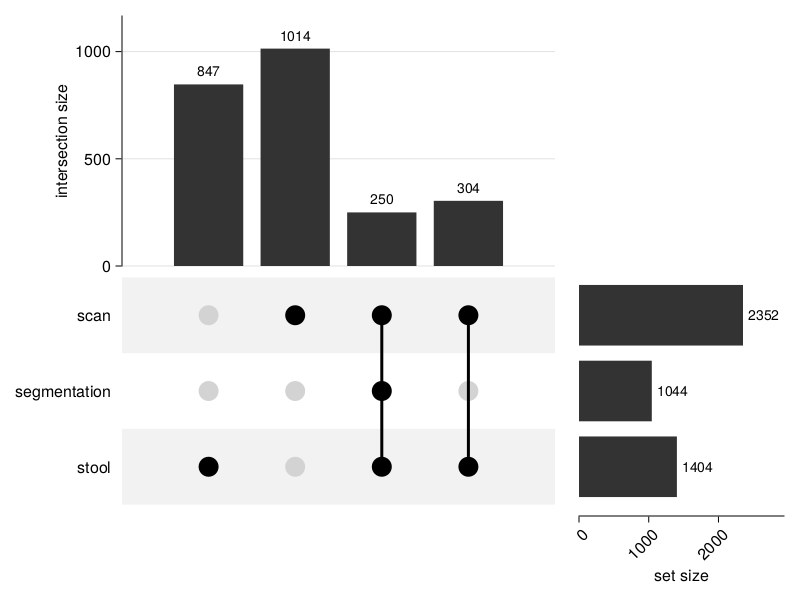 1014
847
1000
intersection size
500
304
250
0
scan
2352
segmentation
1044
stool
1404
0
1000
2000
set size